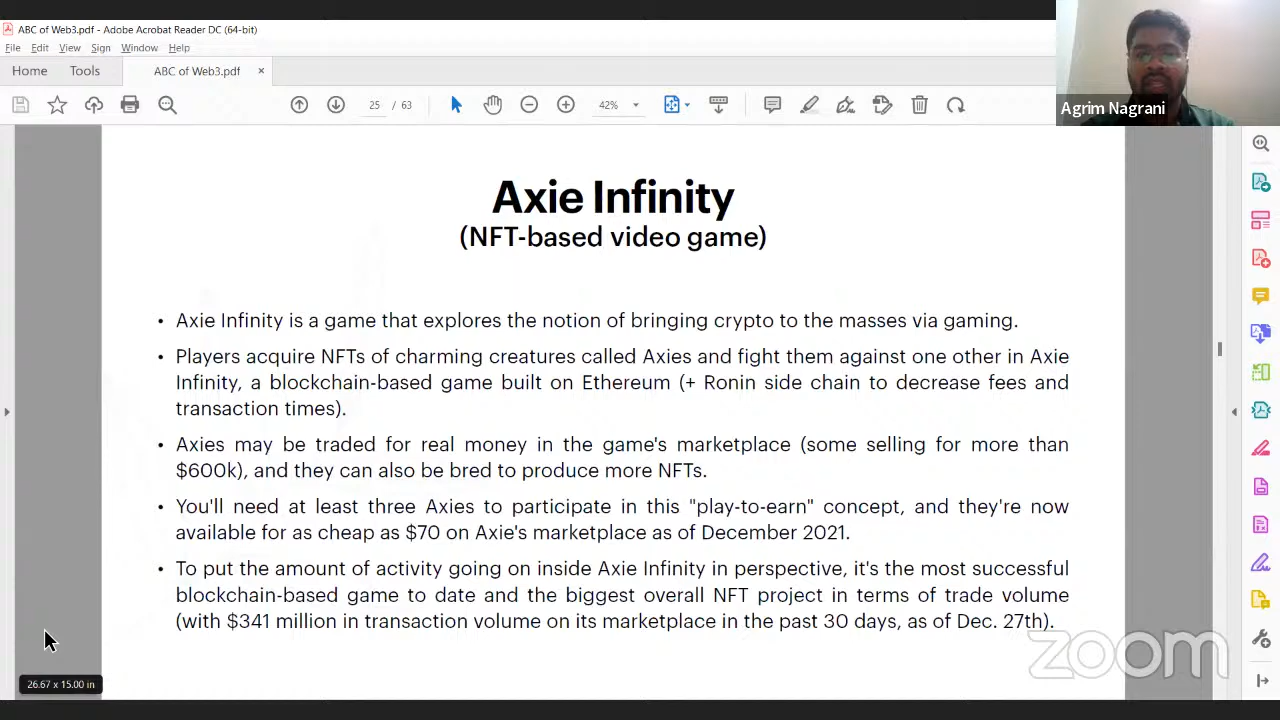 ABC of Web3.pdf - Adobe Acrobat Reader DC (64-bit)
File Edit View Sign Window Help
Home Tools ABC of Web3.pdf ×
25 / 63 42%
Agrim Nagrani
Axie Infinity
(NFT-based video game)
• Axie Infinity is a game that explores the notion of bringing crypto to the masses via gaming.
• Players acquire NFTs of charming creatures called Axies and fight them against one other in Axie
Infinity, a blockchain-based game built on Ethereum (+ Ronin side chain to decrease fees and
transaction times).
• Axies may be traded for real money in the game's marketplace (some selling for more than
$600k), and they can also be bred to produce more NFTs.
• You'll need at least three Axies to participate in this "play-to-earn" concept, and they're now
available for as cheap as $70 on Axie's marketplace as of December 2021.
• To put the amount of activity going on inside Axie Infinity in perspective, it's the most successful
blockchain-based game to date and the biggest overall NFT project in terms of trade volume
(with $341 million in transaction volume on its marketplace in the past 30 days, as of Dec. 27th).
zoom
26.67 x 15.00 in